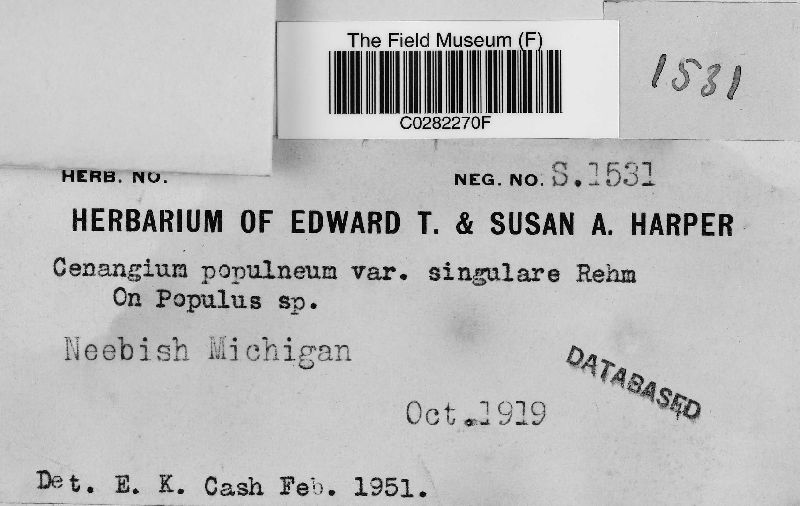 The Field Museum (F)
C0282270F
1531
HERB. NO.
NEG. NO. S.1531
HERBARIUM OF EDWARD T. & SUSAN A. HARPER
Cenangium populneum var. singulare Rehm
On Populus sp.
Neebish Michigan
DATABASED
Oct.1919
Det. E. K. Cash Feb. 1951.